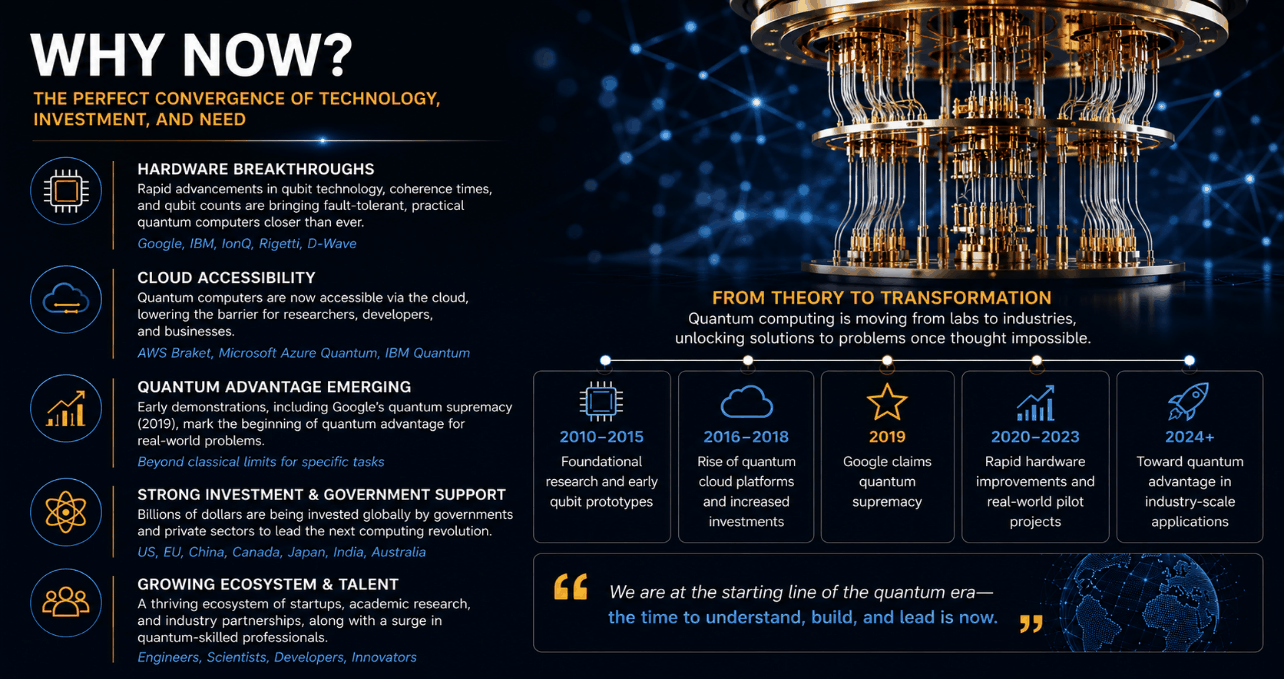 WHY NOW?
THE PERFECT CONVERGENCE OF TECHNOLOGY,
INVESTMENT, AND NEED
HARDWARE BREAKTHROUGHS
Rapid advancements in qubit technology, coherence times,
and qubit counts are bringing fault-tolerant, practical
quantum computers closer than ever.
Google, IBM, IonQ, Rigetti, D-Wave
CLOUD ACCESSIBILITY
Quantum computers are now accessible via the cloud,
lowering the barrier for researchers, developers,
and businesses.
AWS Braket, Microsoft Azure Quantum, IBM Quantum
QUANTUM ADVANTAGE EMERGING
Early demonstrations, including Google's quantum supremacy
(2019), mark the beginning of quantum advantage for
real-world problems.
Beyond classical limits for specific tasks
STRONG INVESTMENT & GOVERNMENT SUPPORT
Billions of dollars are being invested globally by governments
and private sectors to lead the next computing revolution.
US, EU, China, Canada, Japan, India, Australia
GROWING ECOSYSTEM & TALENT
A thriving ecosystem of startups, academic research,
and industry partnerships, along with a surge in
quantum-skilled professionals.
Engineers, Scientists, Developers, Innovators
FROM THEORY TO TRANSFORMATION
Quantum computing is moving from labs to industries,
unlocking solutions to problems once thought impossible.
2010–2015
Foundational
research and early
qubit prototypes
2016–2018
Rise of quantum
cloud platforms
and increased
investments
2019
Google claims
quantum
supremacy
2020–2023
Rapid hardware
improvements and
real-world pilot
projects
2024+
Toward quantum
advantage in
industry-scale
applications
“We are at the starting line of the quantum era—
the time to understand, build, and lead is now.”